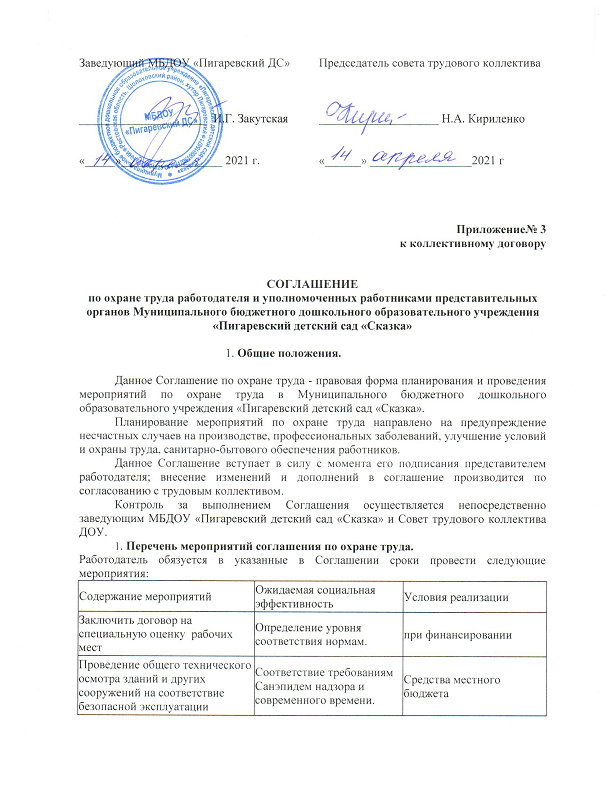 Заведующий МБДОУ «Пигаревский ДС»
Председатель совета трудового коллектива
МБДОУ
«Пигаревский ДС»
И.Г. Закутская
Н.А. Кириленко
« 14 » апреля 2021 г.
« 14 » апреля 2021 г
Приложение№ 3
к коллективному договору
СОГЛАШЕНИЕ
по охране труда работодателя и уполномоченных работниками представительных
органов Муниципального бюджетного дошкольного образовательного учреждения
«Пигаревский детский сад «Сказка»
1. Общие положения.
Данное Соглашение по охране труда - правовая форма планирования и проведения
мероприятий по охране труда в Муниципального бюджетного дошкольного
образовательного учреждения «Пигаревский детский сад «Сказка».
Планирование мероприятий по охране труда направлено на предупреждение
несчастных случаев на производстве, профессиональных заболеваний, улучшение условий
и охраны труда, санитарно-бытового обеспечения работников.
Данное Соглашение вступает в силу с момента его подписания представителем
работодателя; внесение изменений и дополнений в соглашение производится по
согласованию с трудовым коллективом.
Контроль за выполнением Соглашения осуществляется непосредственно
заведующим МБДОУ «Пигаревский детский сад «Сказка» и Совет трудового коллектива
ДОУ.
1. Перечень мероприятий соглашения по охране труда.
Работодатель обязуется в указанные в Соглашении сроки провести следующие
мероприятия:
Содержание мероприятий
Ожидаемая социальная
эффективность
Условия реализации
Заключить договор на
специальную оценку рабочих
мест
Определение уровня
соответствия нормам.
при финансировании
Проведение общего технического
осмотра зданий и других
сооружений на соответствие
безопасной эксплуатации
Соответствие требованиям
Санэпидем надзора и
современного времени.
Средства местного
бюджета